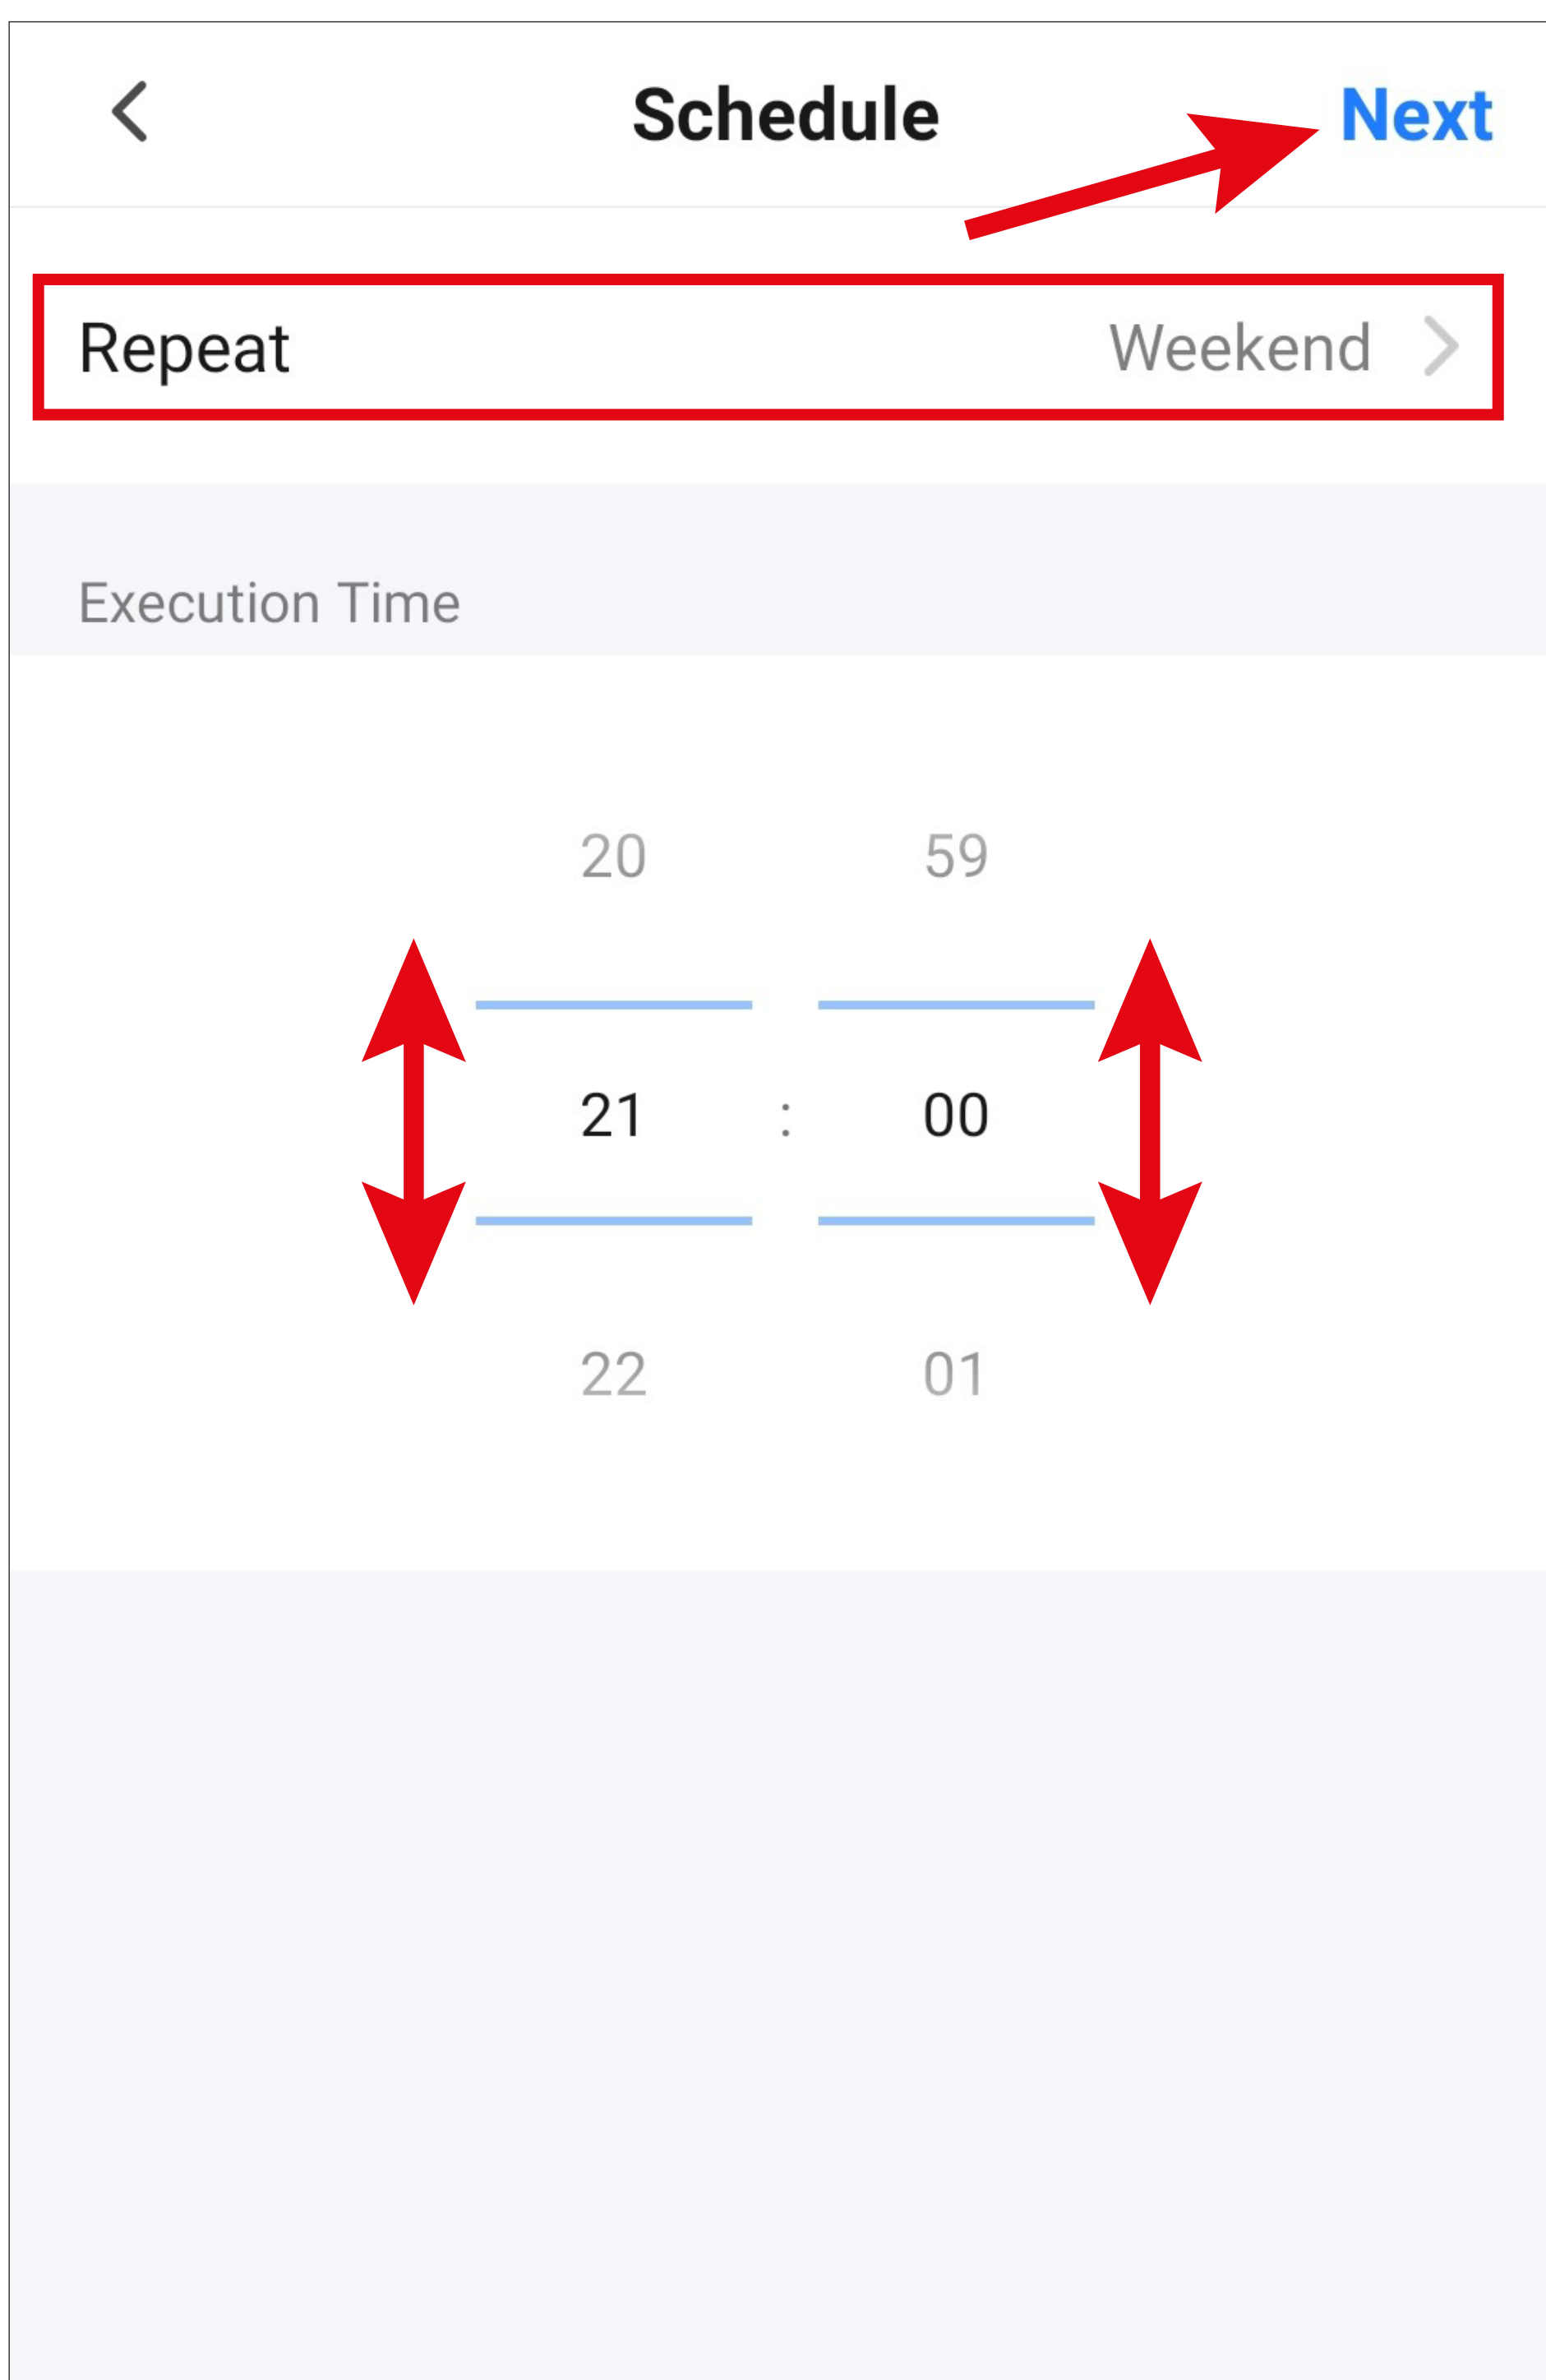 Schedule Next
Repeat Weekend
Execution Time
20 59
21 : 00
22 01